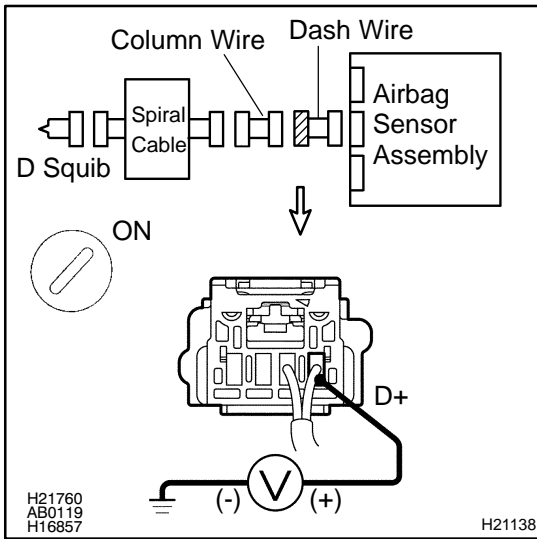 Column Wire
Dash Wire
Spiral
Cable
Airbag
Sensor
Assembly
D Squib
ON
D+
(-)
V
(+)
H21760
AB0119
H16857
H21138